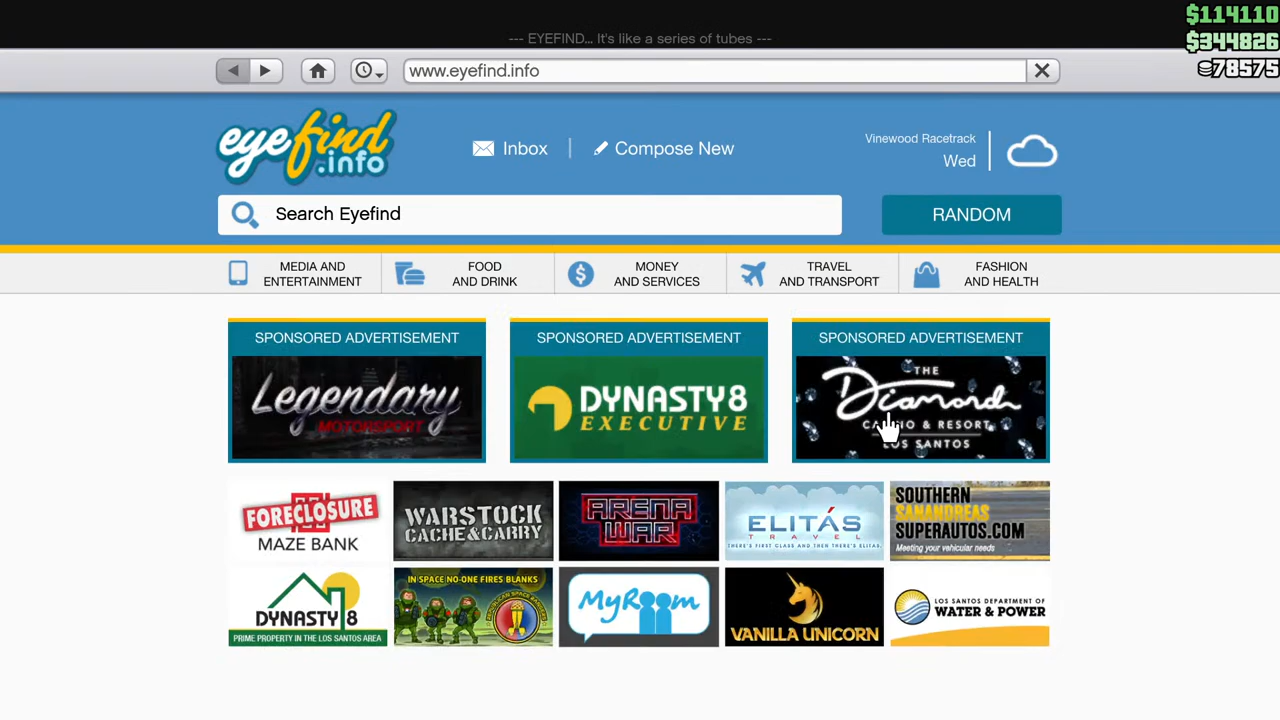 $114110
--- EYEFIND... It's like a series of tubes ---
$344826
78575
www.eyefind.info
eyefind
.info
Inbox
Compose New
Vinewood Racetrack
Wed
Search Eyefind
RANDOM
MEDIA AND
ENTERTAINMENT
FOOD
AND DRINK
MONEY
AND SERVICES
TRAVEL
AND TRANSPORT
FASHION
AND HEALTH
SPONSORED ADVERTISEMENT
Legendary
MOTORSPORT
SPONSORED ADVERTISEMENT
DYNASTY8
EXECUTIVE
SPONSORED ADVERTISEMENT
THE
Diamond
& RESORT
LOS SANTOS
FORECLOSURE
MAZE BANK
WARSTOCK
CACHE&CARRY
ARENA
WAR
ELITÁS
TRAVEL
THERE'S FIRST CLASS AND THEN THERE'S ELITAS.
SOUTHERN
SANANDREAS
SUPERAUTOS.COM
Meeting your vehicular needs
DYNASTY 8
PRIME PROPERTY IN THE LOS SANTOS AREA
IN SPACE NO-ONE FIRES BLANKS
REPUBLICAN SPACE RANGERS
MyRoom
VANILLA UNICORN
LOS SANTOS DEPARTMENT OF
WATER & POWER